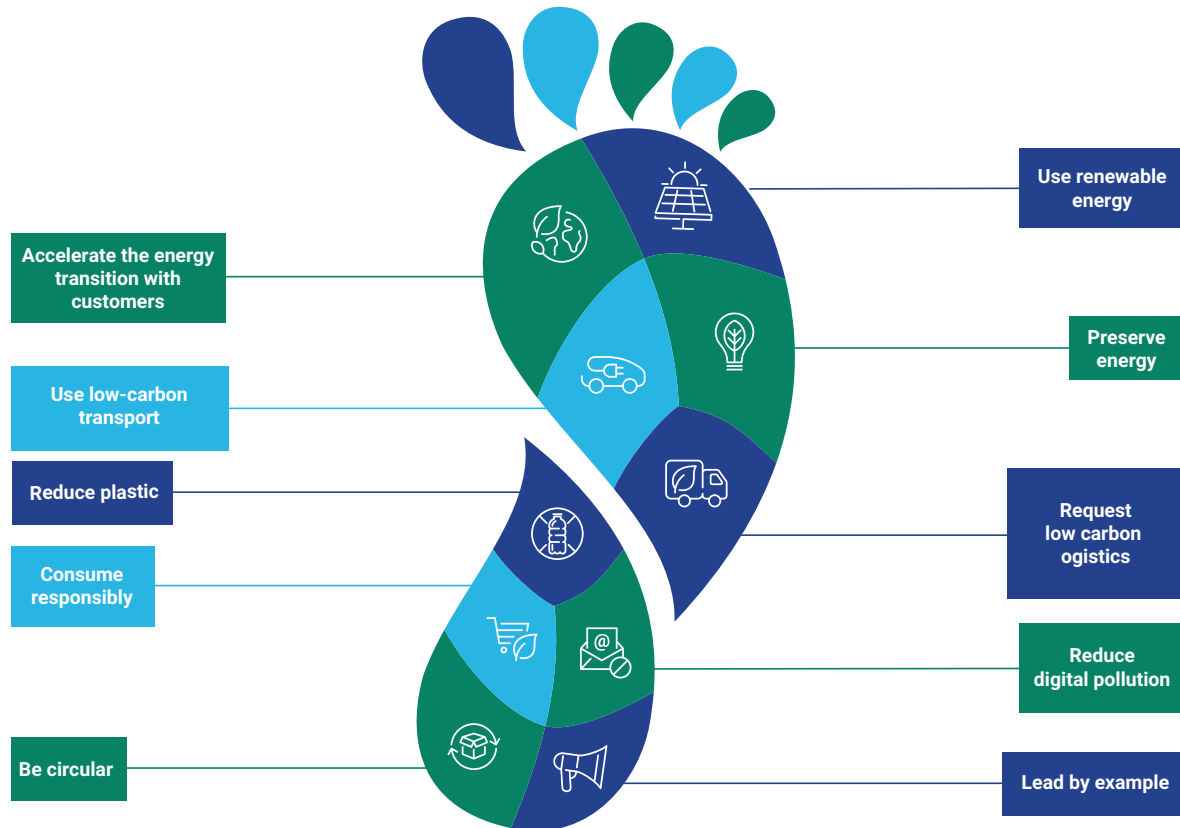 Use renewable
energy
Accelerate the energy
transition with
customers
Preserve
energy
Use low-carbon
transport
Reduce plastic
Request
low carbon
ogistics
Consume
responsibly
@
Reduce
digital pollution
Be circular
Lead by example